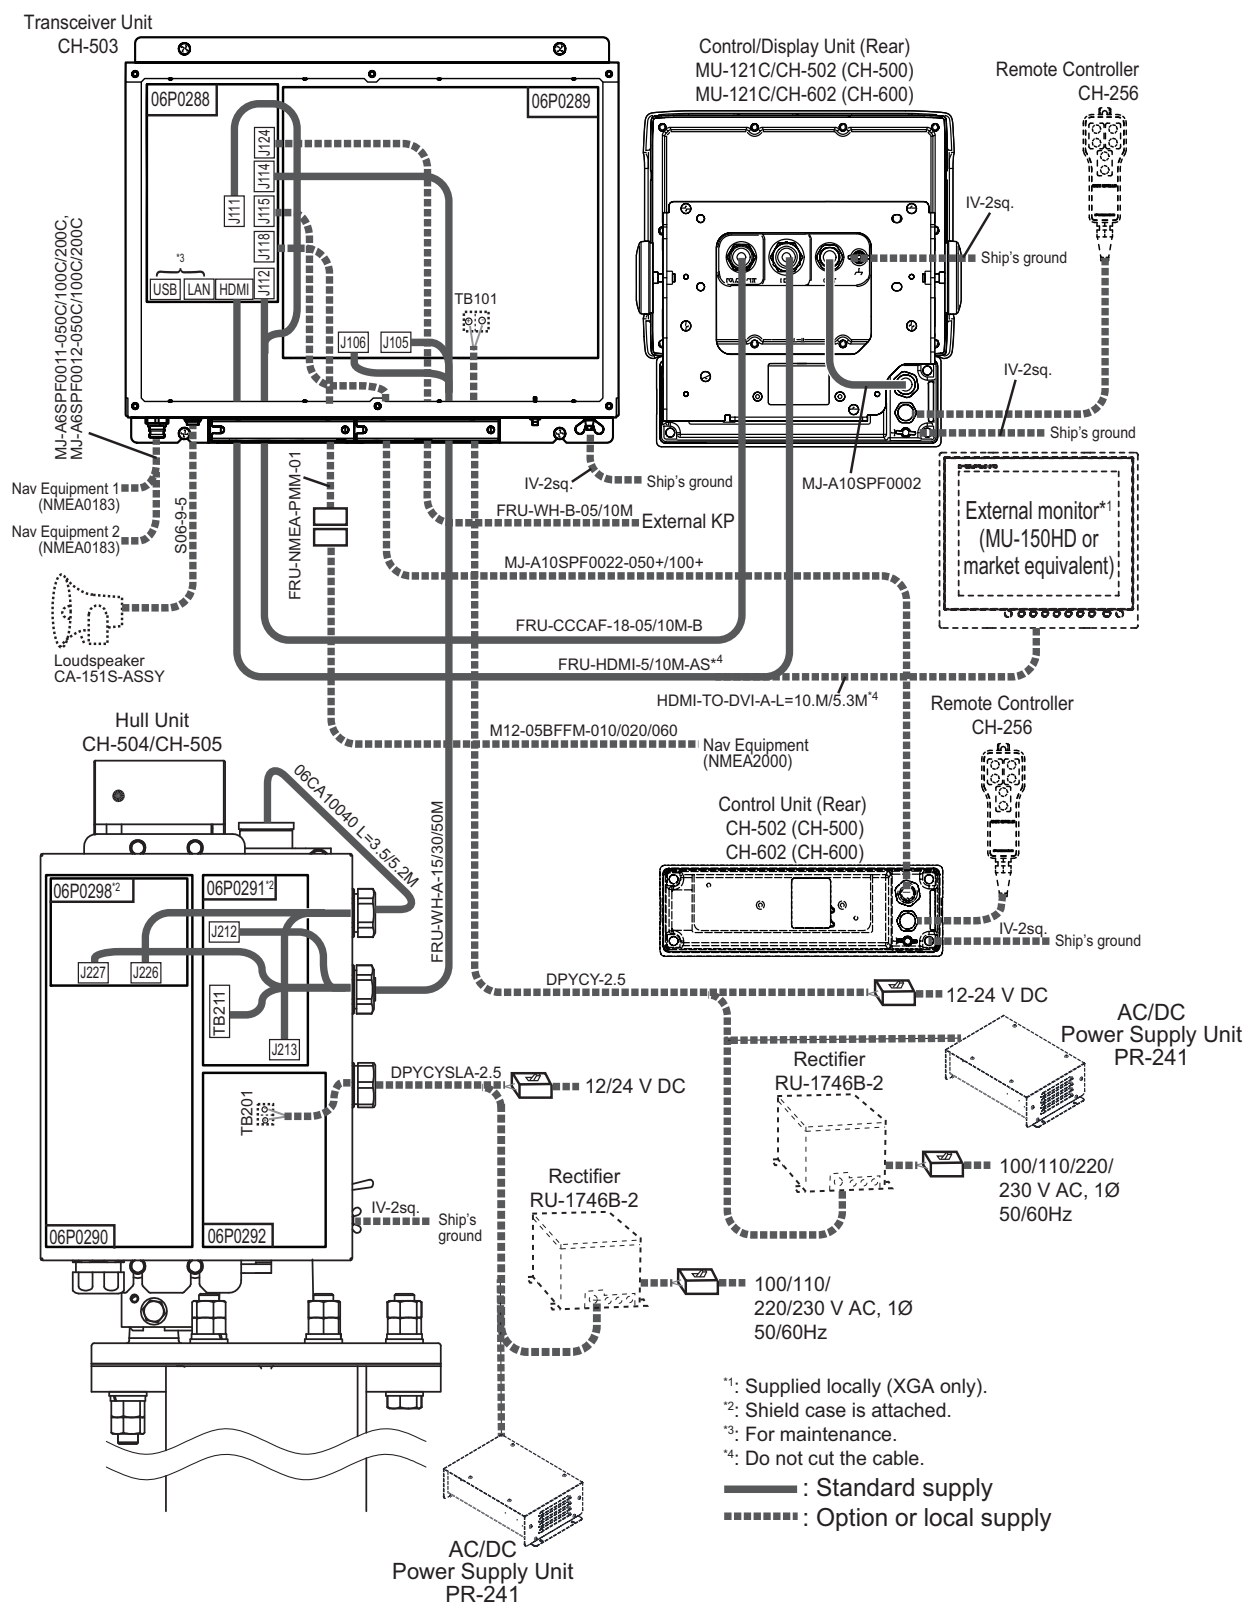 Transceiver Unit
CH-503
06P0288
06P0289
J124
J114
J111
J115
J118
J112
*3
USB
LAN
HDMI
TB101
J106
J105
Control/Display Unit (Rear)
MU-121C/CH-502 (CH-500)
MU-121C/CH-602 (CH-600)
Remote Controller
CH-256
IV-2sq.
Ship's ground
IV-2sq.
Ship's ground
MJ-A10SPF0002
MJ-A6SPF0011-050C/100C/200C,
MJ-A6SPF0012-050C/100C/200C
Nav Equipment 1
(NMEA0183)
Nav Equipment 2
(NMEA0183)
S06-9-5
Loudspeaker
CA-151S-ASSY
FRU-NMEA-PMM-01
IV-2sq.
Ship's ground
FRU-WH-B-05/10M
External KP
MJ-A10SPF0022-050+/100+
External monitor*1
(MU-150HD or
market equivalent)
FRU-CCCAF-18-05/10M-B
FRU-HDMI-5/10M-AS*4
HDMI-TO-DVI-A-L=10.M/5.3M*4
M12-05BFFM-010/020/060
Nav Equipment
(NMEA2000)
Hull Unit
CH-504/CH-505
06CA10040 L=3.5/5.2M
FRU-WH-A-15/30/50M
06P0298*2
06P0291*2
J212
J227
J226
TB211
J213
TB201
06P0290
06P0292
Remote Controller
CH-256
Control Unit (Rear)
CH-502 (CH-500)
CH-602 (CH-600)
IV-2sq.
Ship's ground
DPYCY-2.5
12-24 V DC
AC/DC
Power Supply Unit
PR-241
Rectifier
RU-1746B-2
100/110/220/
230 V AC, 1Ø
50/60Hz
DPYCYSLA-2.5
12/24 V DC
Rectifier
RU-1746B-2
IV-2sq.
Ship's
ground
100/110/
220/230 V AC, 1Ø
50/60Hz
*1: Supplied locally (XGA only).
*2: Shield case is attached.
*3: For maintenance.
*4: Do not cut the cable.
: Standard supply
: Option or local supply
AC/DC
Power Supply Unit
PR-241